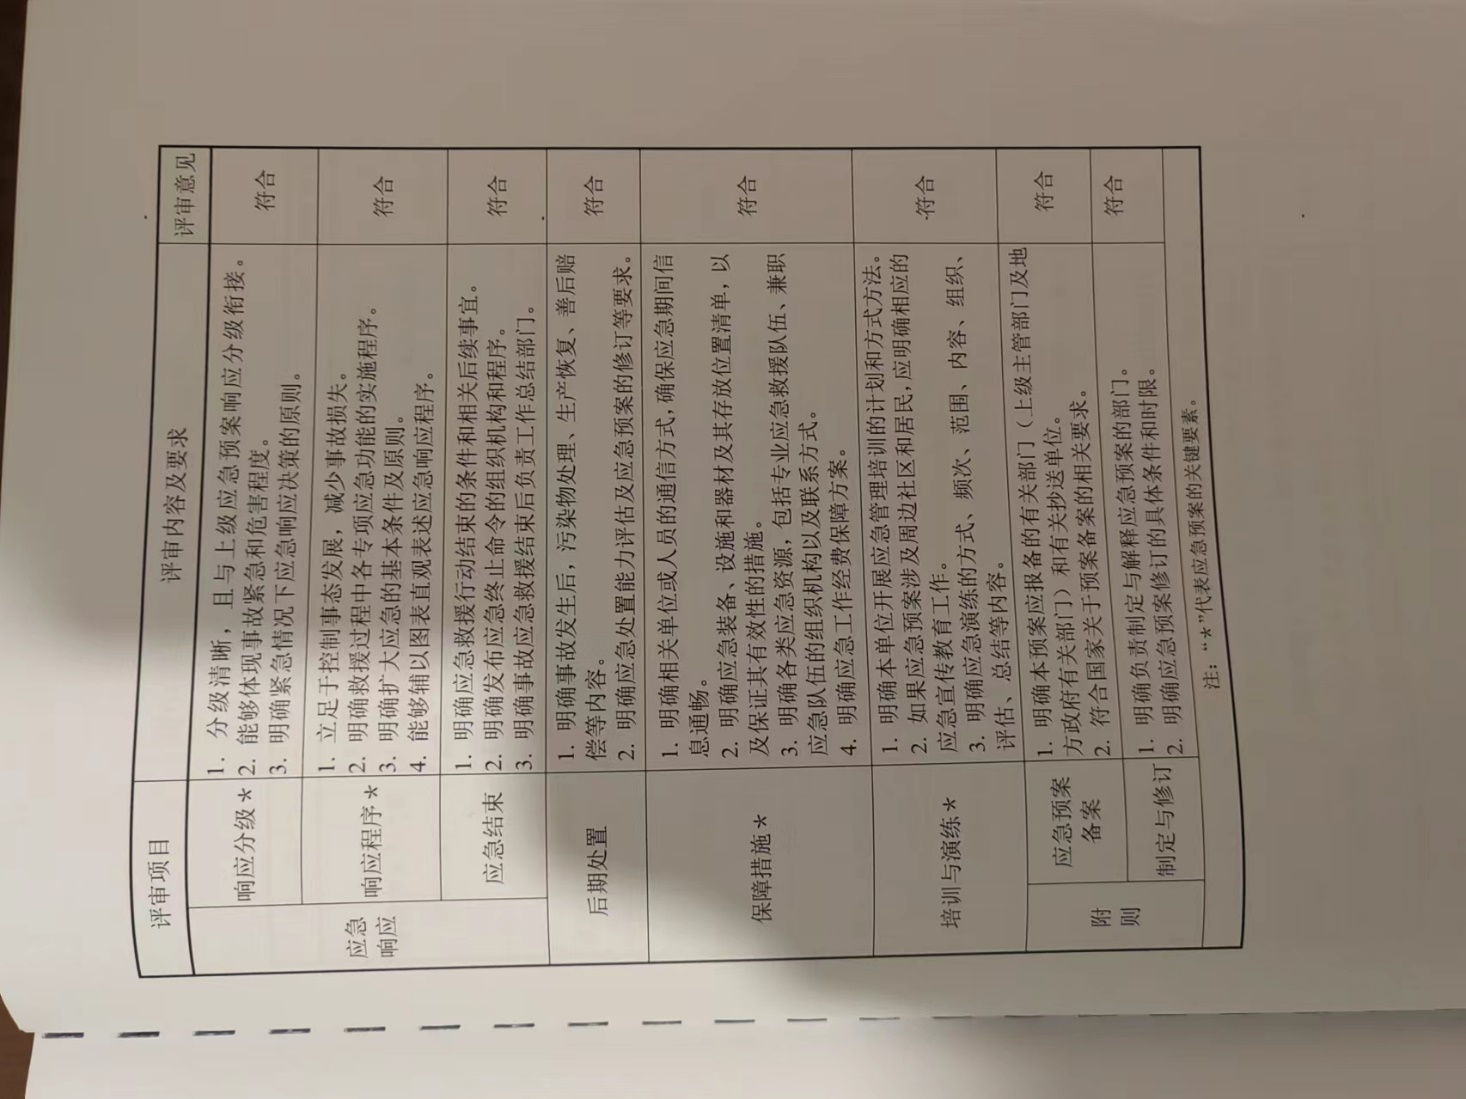 评审项目 评审内容及要求 评审意见
应急
响应
响应分级*
1. 分级清晰，且与上级应急预案响应分级衔接。
2. 能够体现事故紧急和危害程度。
3. 明确紧急情况下应急响应决策的原则。
符合
响应程序*
1. 立足于控制事态发展，减少事故损失。
2. 明确救援过程中各专项应急功能的实施程序。
3. 明确扩大应急的基本条件及原则。
4. 能够辅以图表直观表述应急响应程序。
符合
应急结束
1. 明确应急救援行动结束的条件和相关后续事宜。
2. 明确发布应急终止命令的组织机构和程序。
3. 明确事故应急救援结束后负责工作总结部门。
符合
后期处置
1. 明确事故发生后，污染物处理、生产恢复、善后赔
偿等内容。
2. 明确应急处置能力评估及应急预案的修订等要求。
符合
保障措施*
1. 明确相关单位或人员的通信方式，确保应急期间信
息通畅。
2. 明确应急装备、设施和器材及其存放位置清单，以
及保证其有效性的措施。
3. 明确各类应急资源，包括专业应急救援队伍、兼职
应急队伍的组织机构以及联系方式。
4. 明确应急工作经费保障方案。
符合
培训与演练*
1. 明确本单位开展应急管理培训的计划和方式方法。
2. 如果应急预案涉及周边社区和居民，应明确相应的
应急宣传教育工作。
3. 明确应急演练的方式、频次、范围、内容、组织、
评估、总结等内容。
符合
附
则
应急预案
备案
1. 明确本预案应报备的有关部门（上级主管部门及地
方政府有关部门）和有关抄送单位。
2. 符合国家关于预案备案的相关要求。
符合
制定与修订
1. 明确负责制定与解释应急预案的部门。
2. 明确应急预案修订的具体条件和时限。
符合
注：“*”代表应急预案的关键要素。